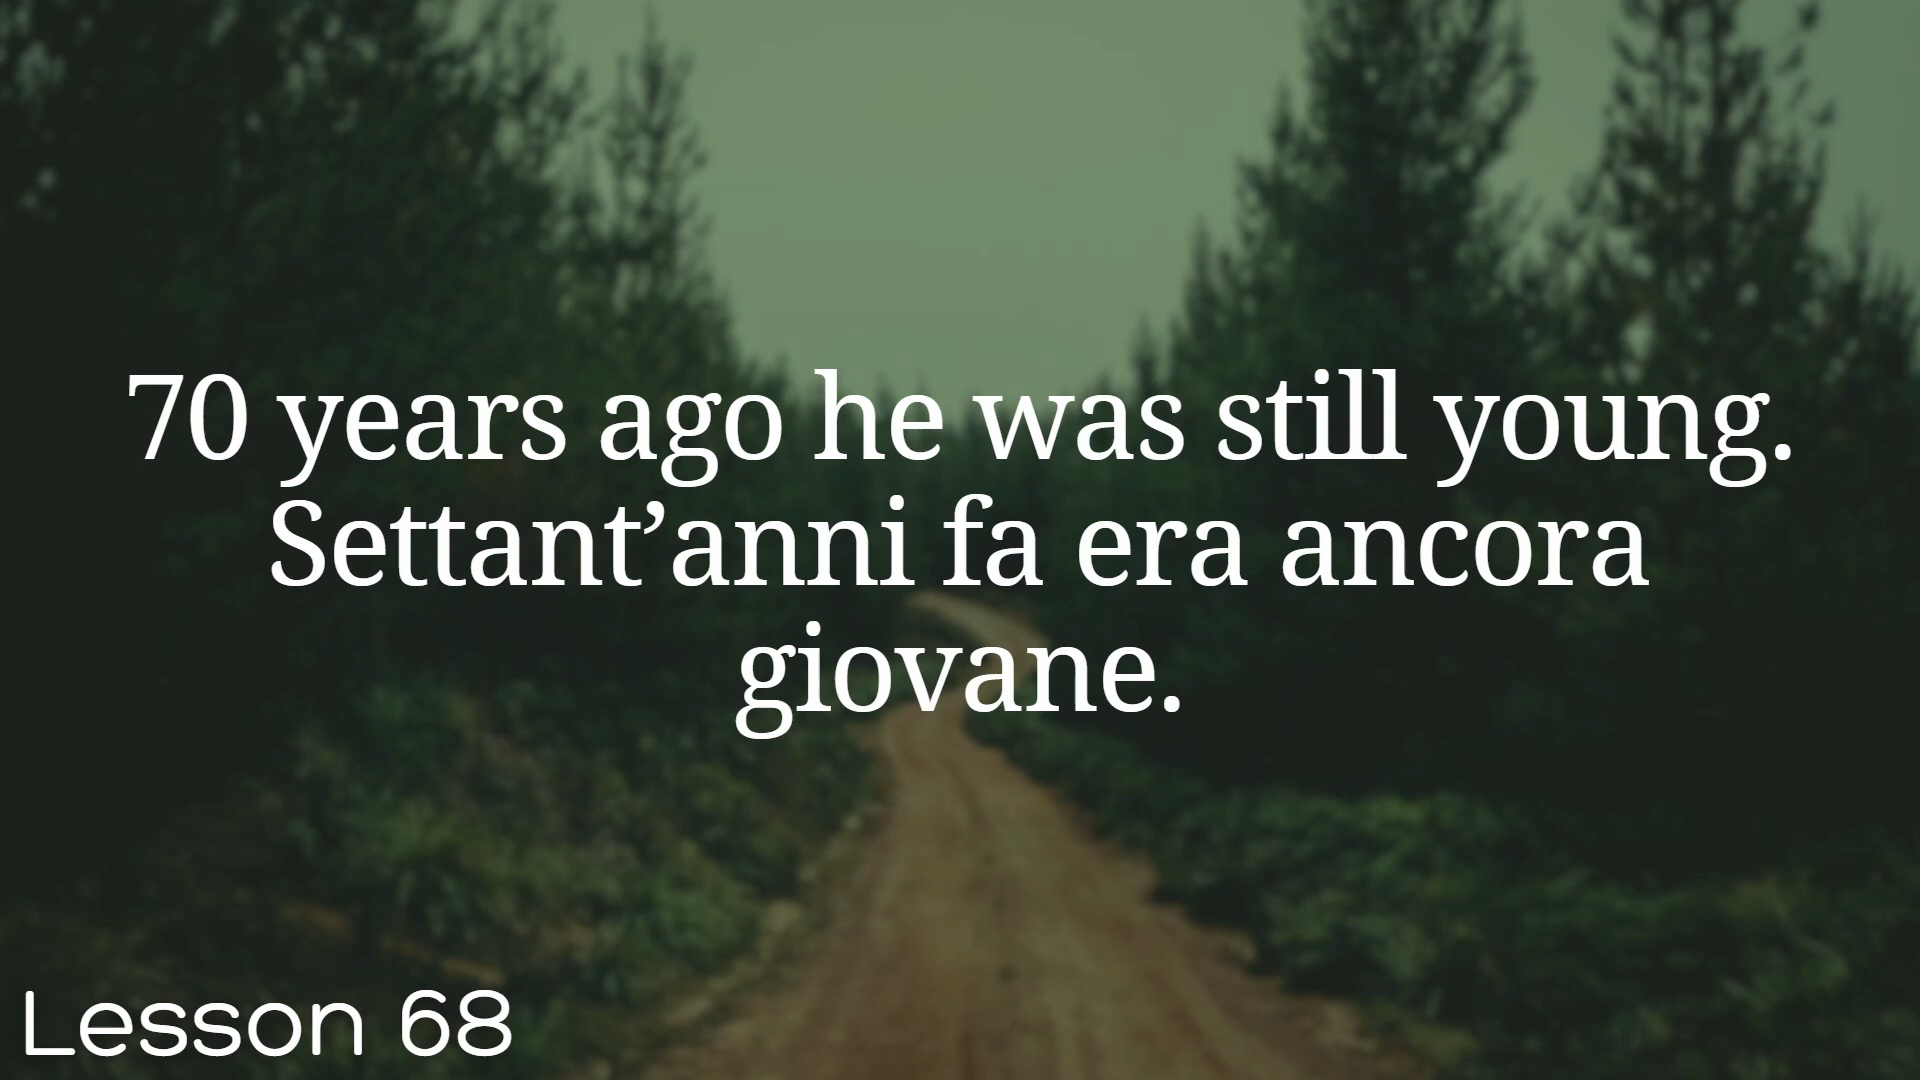 70 years ago he was still young.
Settant’anni fa era ancora
giovane.
Lesson 68